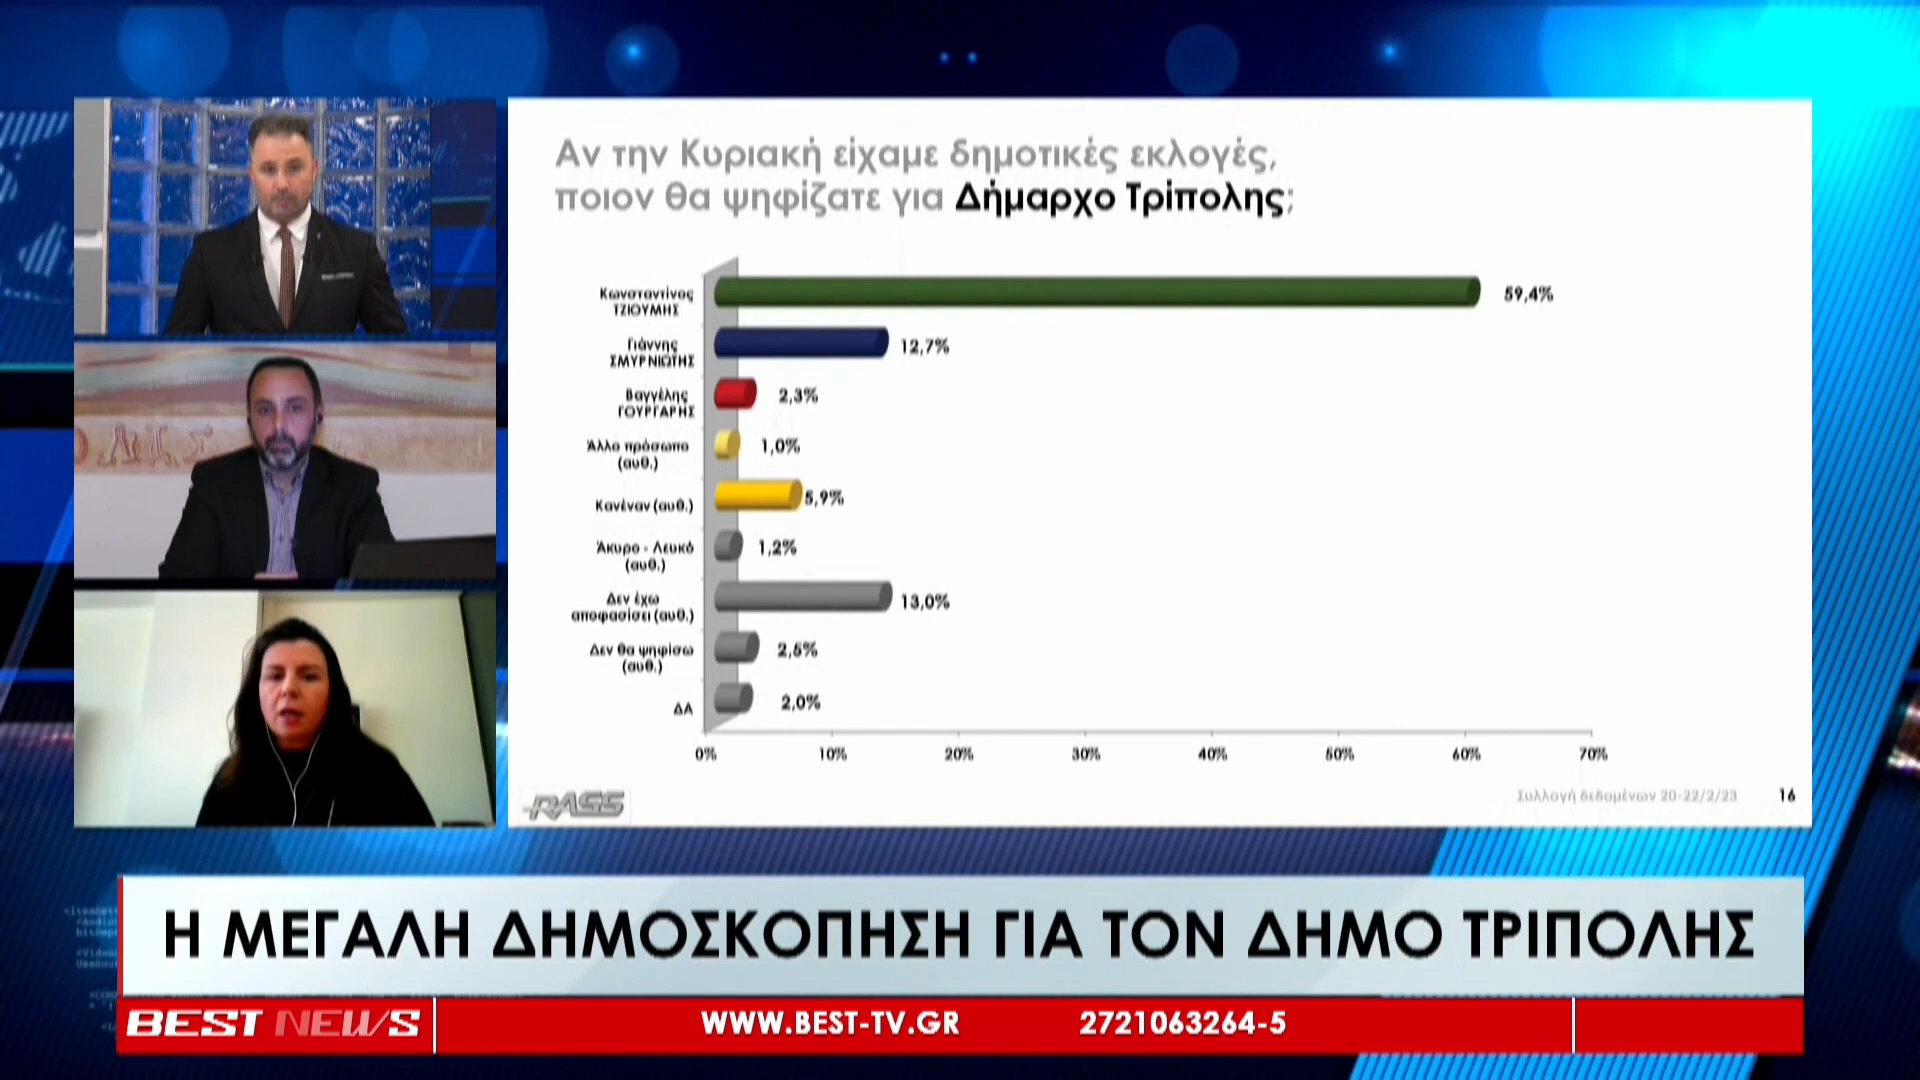 Αν την Κυριακή είχαμε δημοτικές εκλογές,
ποιον θα ψηφίζατε για Δήμαρχο Τρίπολης;
Κωνσταντίνος
ΤΖΙΟΥΜΗΣ
59,4%
Γιάννης
ΣΜΥΡΝΙΩΤΗΣ
12,7%
Βαγγέλης
ΓΟΥΡΓΑΡΗΣ
2,3%
Άλλο πρόσωπο
(αυθ.)
1,0%
Κανέναν (αυθ.)
5,9%
Άκυρο - Λευκό
(αυθ.)
1,2%
Δεν έχω
αποφασίσει (αυθ.)
13,0%
Δεν θα ψηφίσω
(αυθ.)
2,5%
ΔΑ
2,0%
0% 10% 20% 30% 40% 50% 60% 70%
RASS
Συλλογή δεδομένων 20-22/2/23 16
Η ΜΕΓΑΛΗ ΔΗΜΟΣΚΟΠΗΣΗ ΓΙΑ ΤΟΝ ΔΗΜΟ ΤΡΙΠΟΛΗΣ
BEST NEWS WWW.BEST-TV.GR 2721063264-5